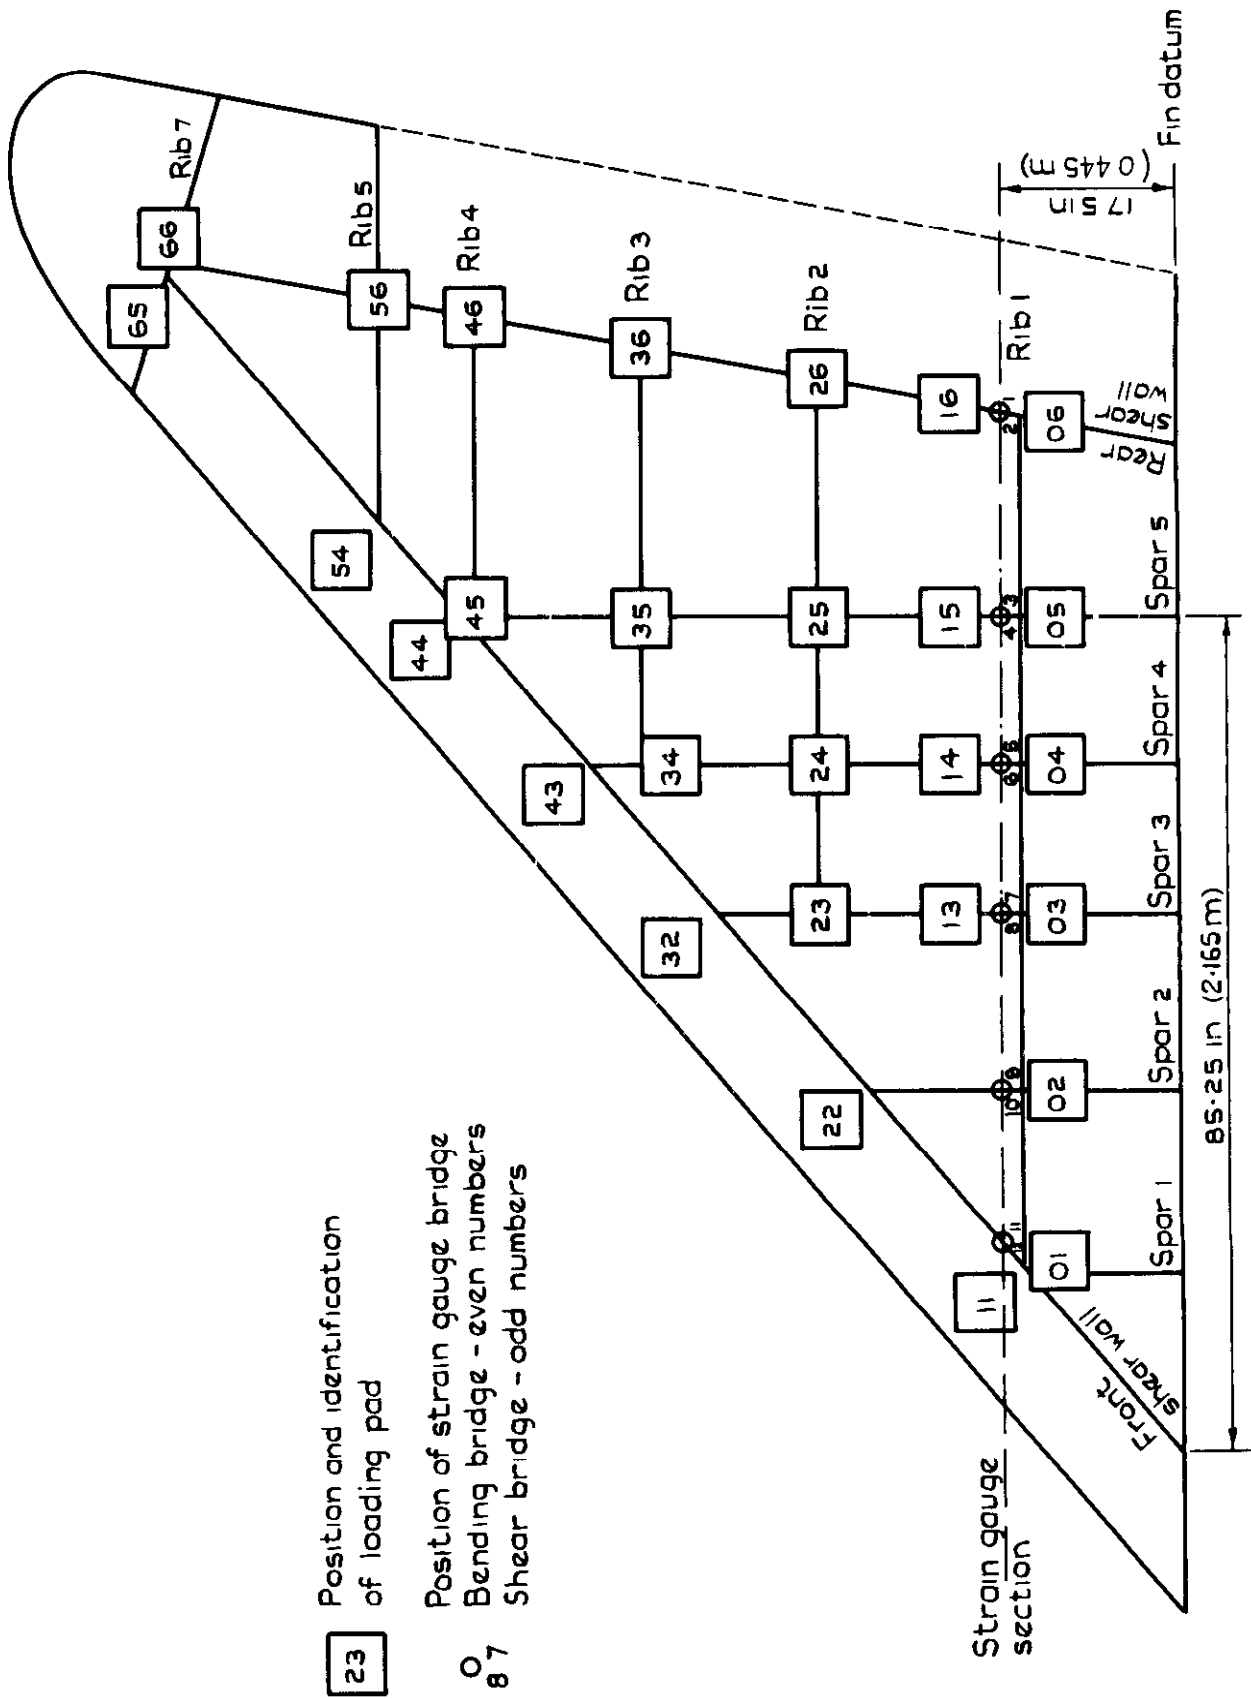 23
Position and identification
of loading pad
O
8 7
Position of strain gauge bridge
Bending bridge - even numbers
Shear bridge - odd numbers
65
66
Rib 7
54
56
Rib 5
44
45
46
Rib 4
43
32
34
35
36
Rib 3
22
23
24
25
26
Rib 2
11
13
14
15
16
Strain gauge
section
12 11
10 9
8 7
6 5
4 3
2 1
Rib 1
17 5 in
(0 445 m)
01
02
03
04
05
06
Front
shear wall
Spar 1
Spar 2
Spar 3
Spar 4
Spar 5
Rear
shear
wall
Fin datum
85·25 in (2·165 m)